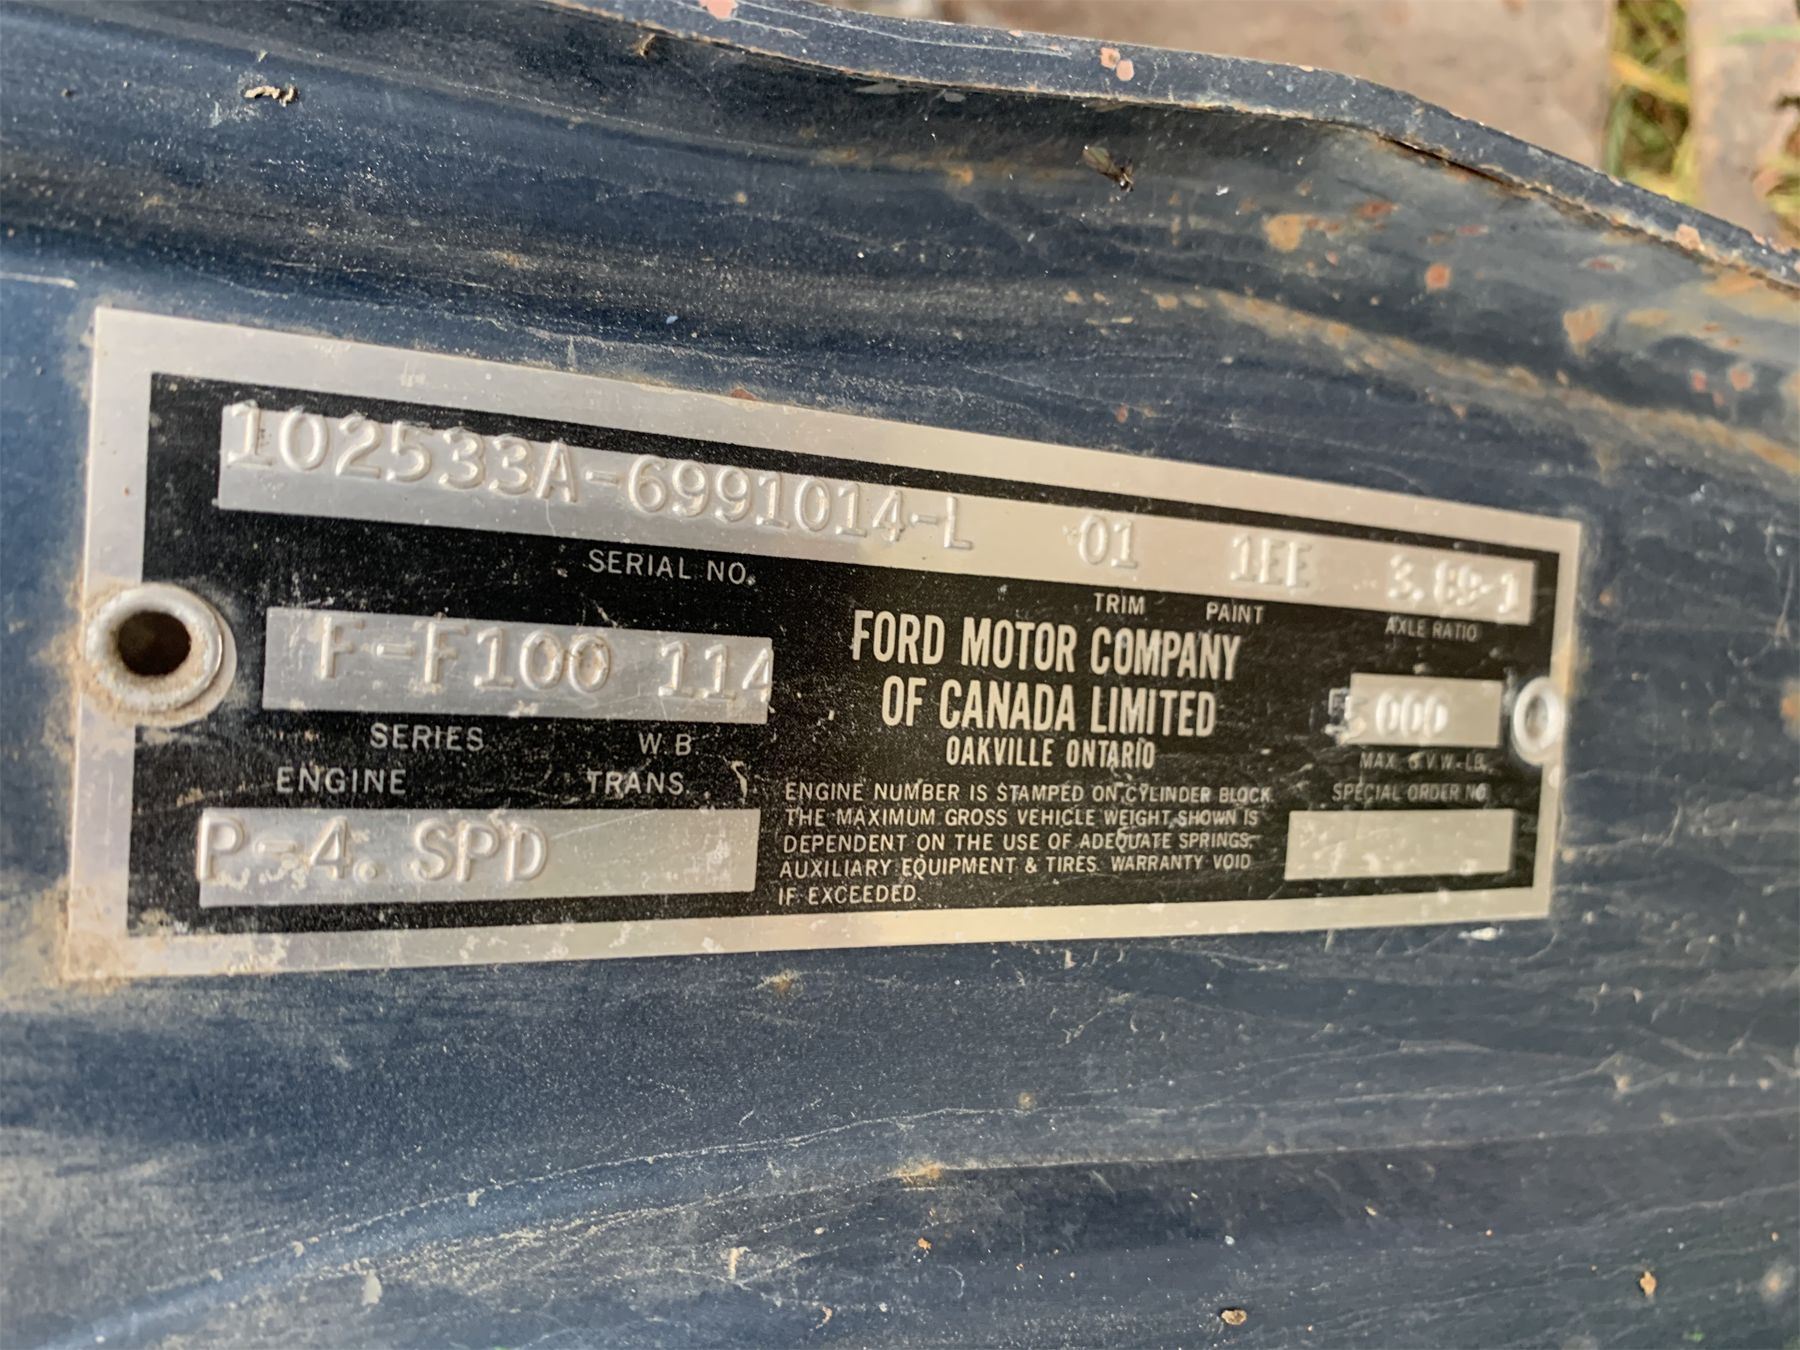 102533A-6991014-L 01 1EE 3.89-1
SERIAL NO. TRIM PAINT AXLE RATIO
F-F100 114
SERIES W.B
FORD MOTOR COMPANY
OF CANADA LIMITED
OAKVILLE ONTARIO
5000
MAX. G.V.W.-LB.
ENGINE TRANS.
P-4. SPD
ENGINE NUMBER IS STAMPED ON CYLINDER BLOCK.
THE MAXIMUM GROSS VEHICLE WEIGHT SHOWN IS
DEPENDENT ON THE USE OF ADEQUATE SPRINGS,
AUXILIARY EQUIPMENT & TIRES. WARRANTY VOID
IF EXCEEDED.
SPECIAL ORDER NO.